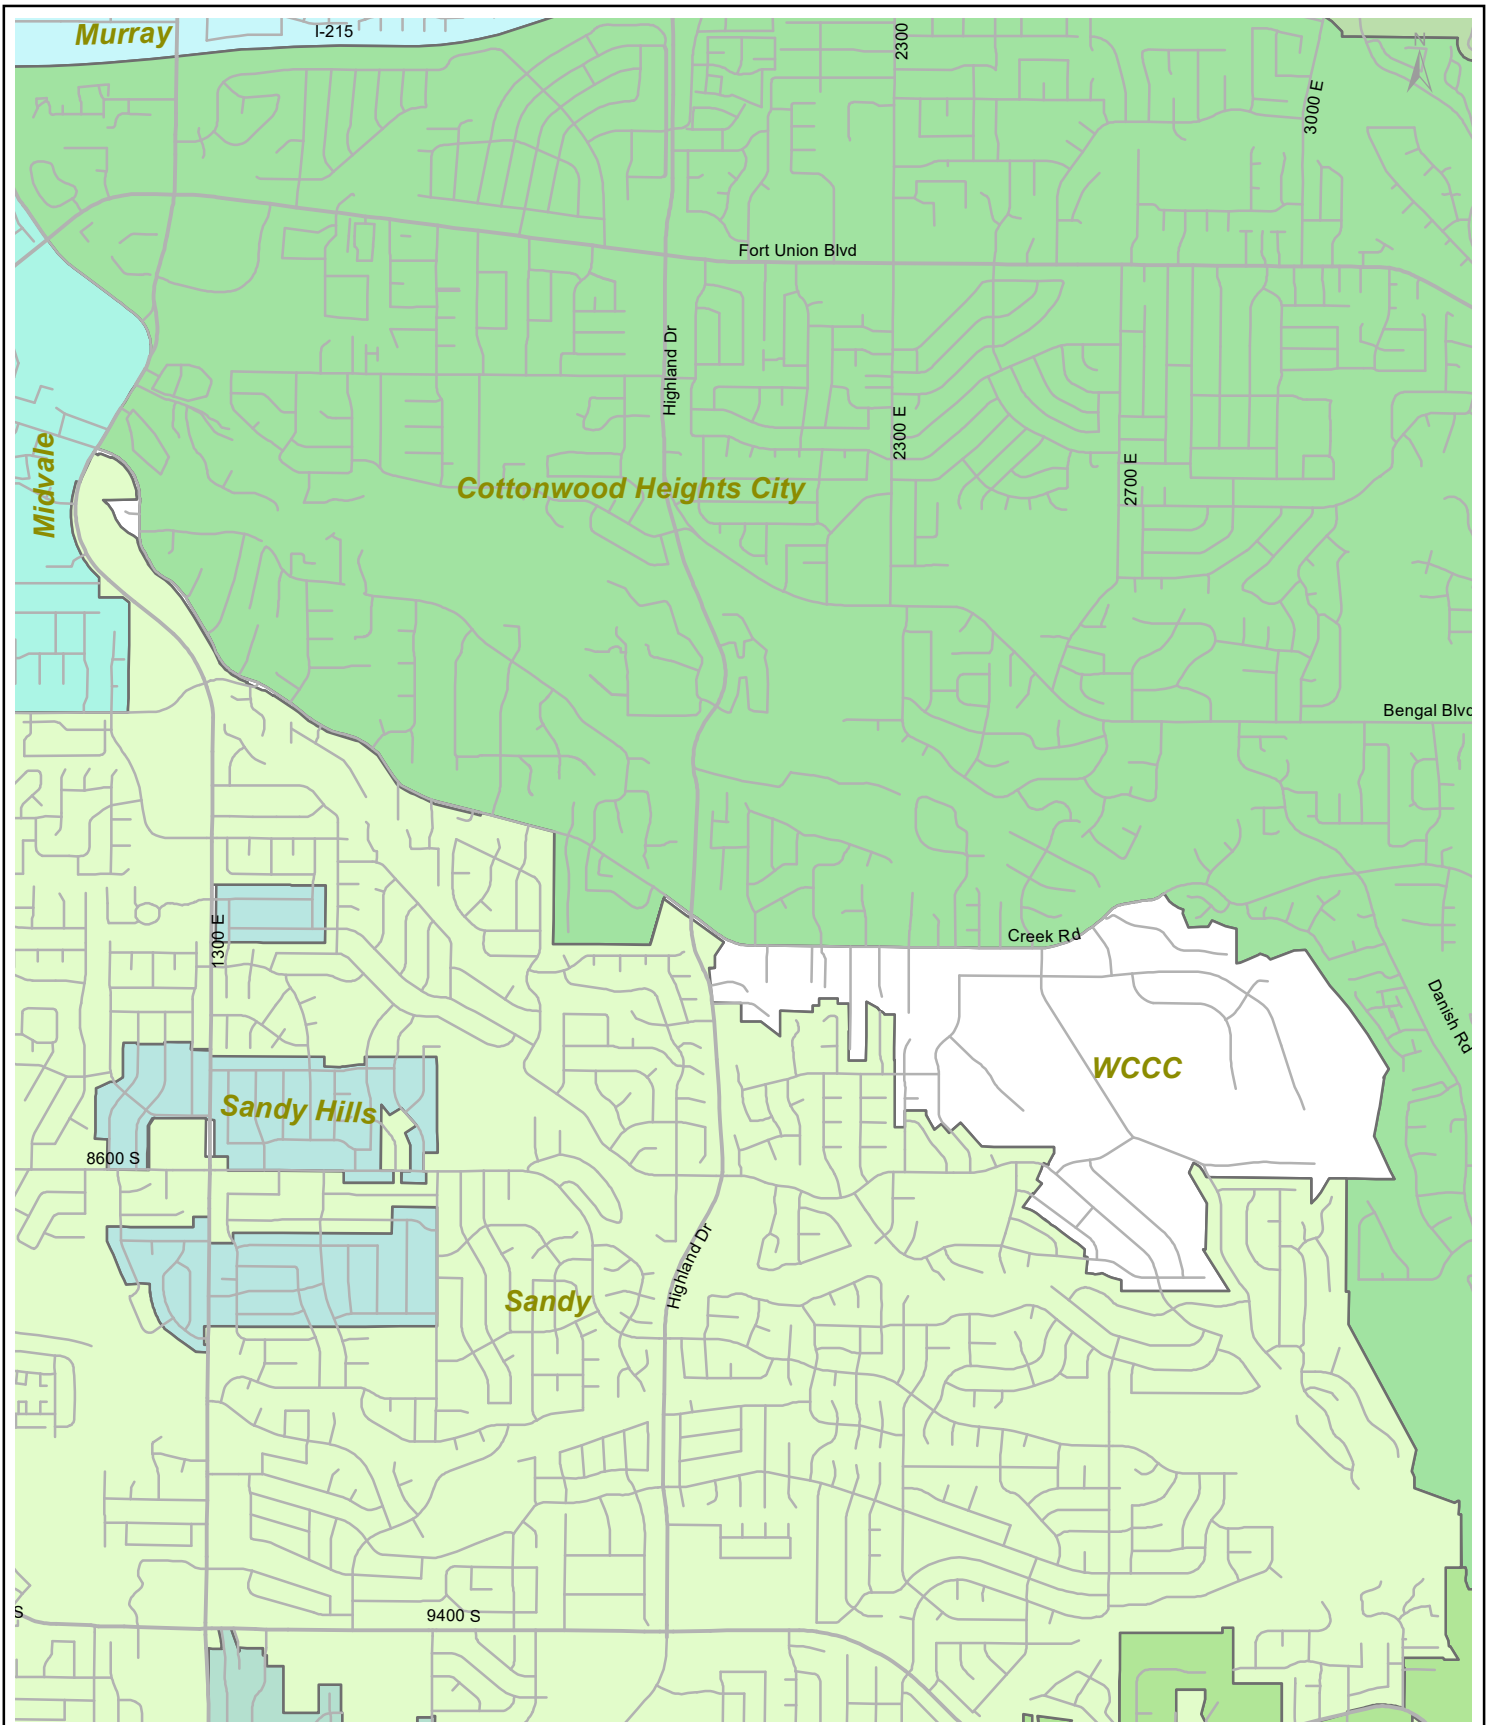 Murray
I-215
2300
N
3000 E
Fort Union Blvd
Highland Dr
2300 E
2700 E
Midvale
Cottonwood Heights City
Bengal Blvd
1300 E
Creek Rd
Danish Rd
WCCC
Sandy Hills
8600 S
Highland Dr
Sandy
S
9400 S